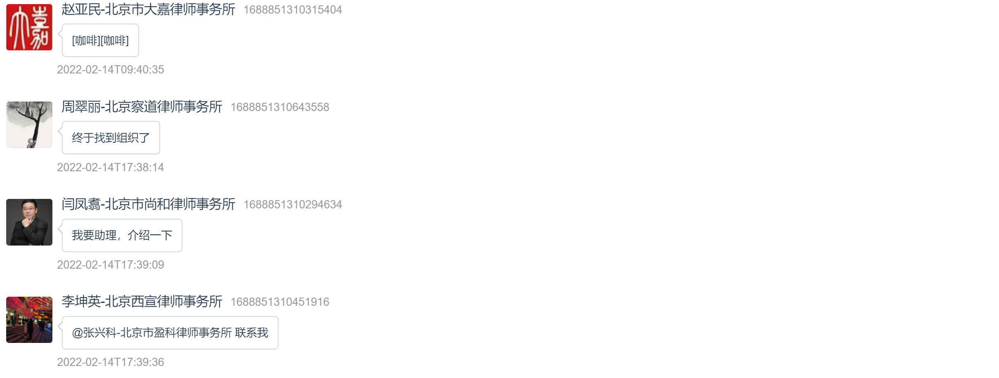 大嘉
赵亚民-北京市大嘉律师事务所 1688851310315404
[咖啡][咖啡]
2022-02-14T09:40:35
周翠丽-北京察道律师事务所 1688851310643558
终于找到组织了
2022-02-14T17:38:14
闫凤翥-北京市尚和律师事务所 1688851310294634
我要助理，介绍一下
2022-02-14T17:39:09
李坤英-北京西宣律师事务所 1688851310451916
@张兴科-北京市盈科律师事务所 联系我
2022-02-14T17:39:36